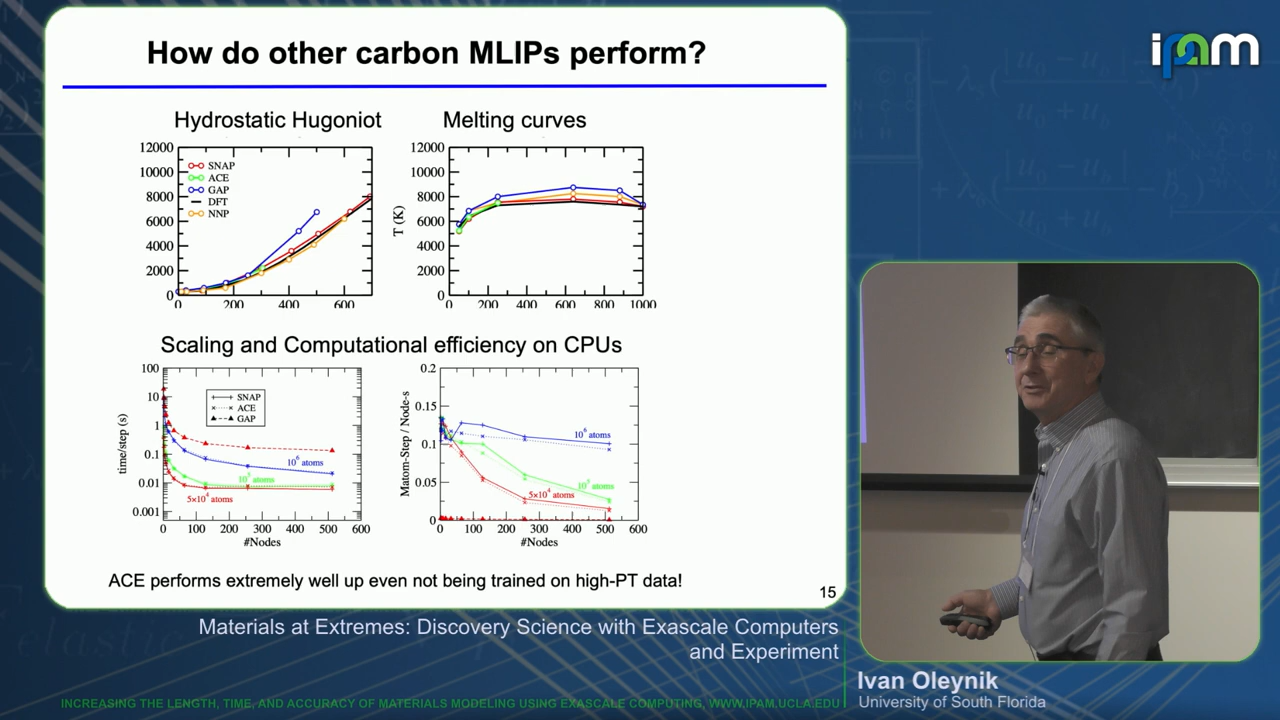 How do other carbon MLIPs perform?
ipam
Hydrostatic Hugoniot
Melting curves
12000
10000
8000
6000
4000
2000
0
SNAP
ACE
GAP
DFT
NNP
0 200 400 600
T (K)
12000
10000
8000
6000
4000
2000
0
0 200 400 600 800 1000
Scaling and Computational efficiency on CPUs
time/step (s)
100
10
1
0.1
0.01
0.001
SNAP
ACE
GAP
10⁶ atoms
10⁵ atoms
5×10⁴ atoms
0 100 200 300 400 500 600
#Nodes
Matom-Step / Node-s
0.2
0.15
0.1
0.05
0
10⁶ atoms
10⁵ atoms
5×10⁴ atoms
0 100 200 300 400 500 600
#Nodes
ACE performs extremely well up even not being trained on high-PT data!
15
Materials at Extremes: Discovery Science with Exascale Computers
and Experiment
Ivan Oleynik
University of South Florida
INCREASING THE LENGTH, TIME, AND ACCURACY OF MATERIALS MODELING USING EXASCALE COMPUTING, WWW.IPAM.UCLA.EDU